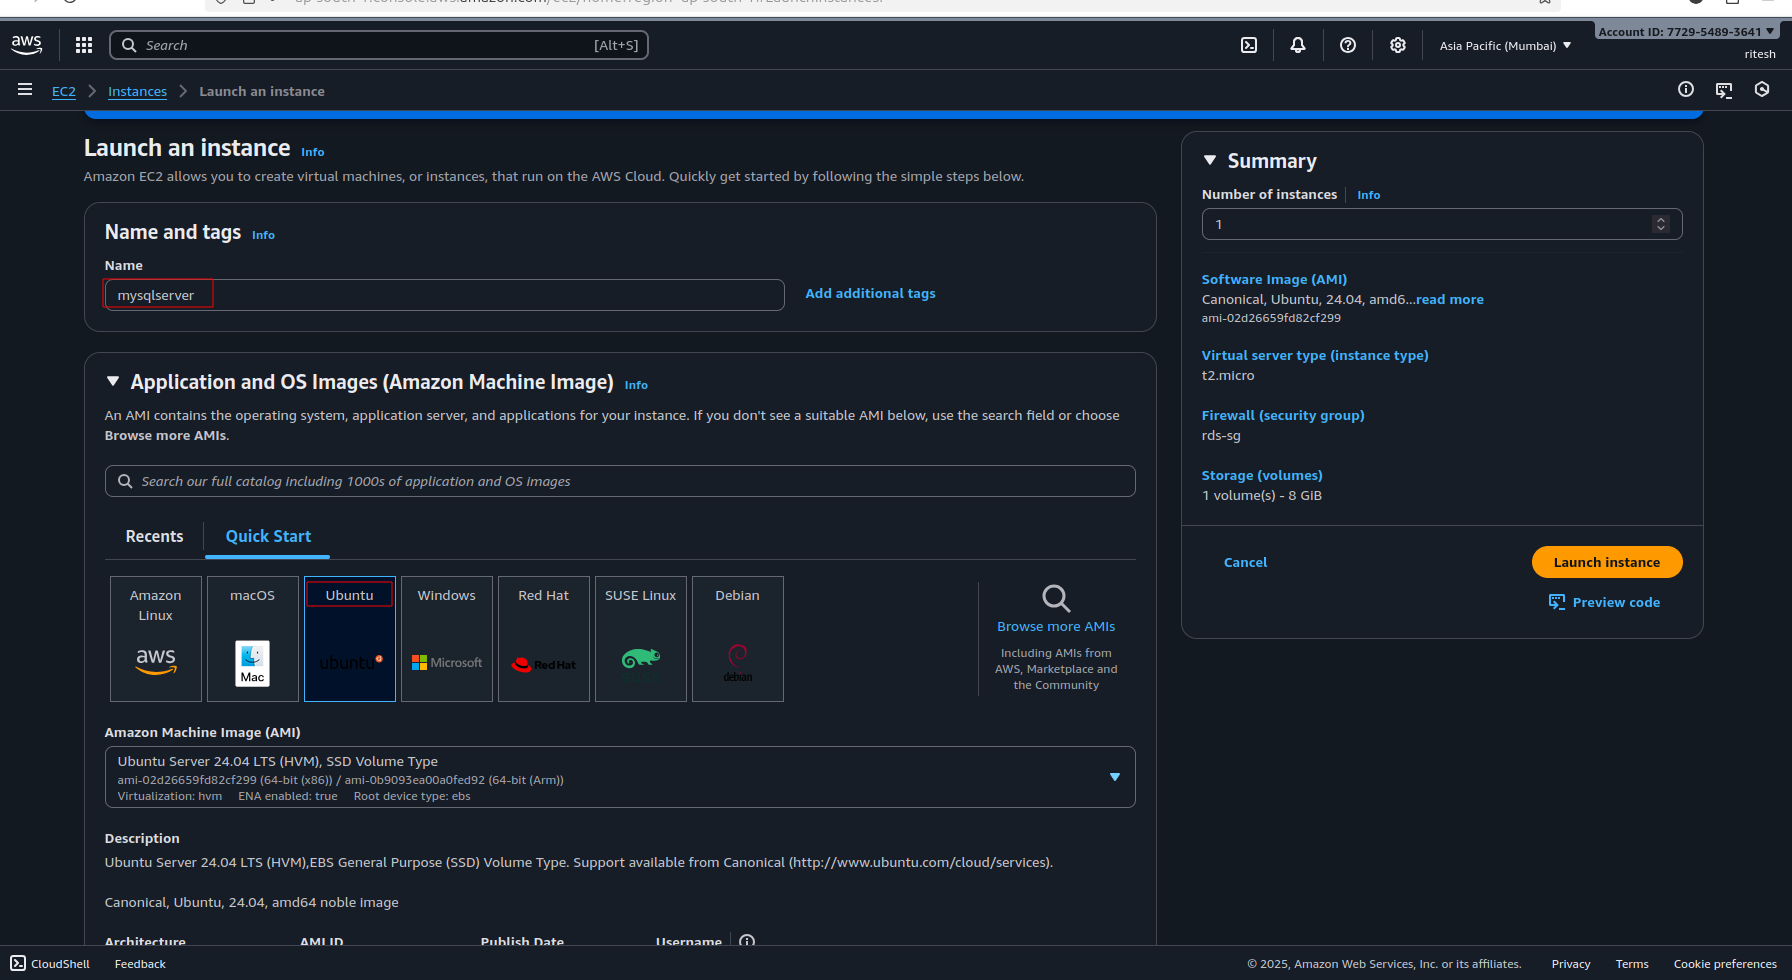 aws
Search
[Alt+S]
Asia Pacific (Mumbai)
Account ID: 7729-5489-3641
ritesh
EC2
Instances
Launch an instance
Launch an instance
Info
Amazon EC2 allows you to create virtual machines, or instances, that run on the AWS Cloud. Quickly get started by following the simple steps below.
Name and tags
Info
Name
mysqlserver
Add additional tags
Application and OS Images (Amazon Machine Image)
Info
An AMI contains the operating system, application server, and applications for your instance. If you don't see a suitable AMI below, use the search field or choose
Browse more AMIs.
Search our full catalog including 1000s of application and OS images
Recents
Quick Start
Amazon
Linux
aws
macOS
Mac
Ubuntu
ubuntu
Windows
Microsoft
Red Hat
RedHat
SUSE Linux
Debian
debian
Browse more AMIs
Including AMIs from
AWS, Marketplace and
the Community
Amazon Machine Image (AMI)
Ubuntu Server 24.04 LTS (HVM), SSD Volume Type
ami-02d26659fd82cf299 (64-bit (x86)) / ami-0b9093ea00a0fed92 (64-bit (Arm))
Virtualization: hvm ENA enabled: true Root device type: ebs
Description
Ubuntu Server 24.04 LTS (HVM),EBS General Purpose (SSD) Volume Type. Support available from Canonical (http://www.ubuntu.com/cloud/services).
Canonical, Ubuntu, 24.04, amd64 noble image
Architecture AMI ID Publish Date Username
Summary
Number of instances
Info
1
Software Image (AMI)
Canonical, Ubuntu, 24.04, amd6...read more
ami-02d26659fd82cf299
Virtual server type (instance type)
t2.micro
Firewall (security group)
rds-sg
Storage (volumes)
1 volume(s) - 8 GiB
Cancel
Launch instance
Preview code
CloudShell
Feedback
© 2025, Amazon Web Services, Inc. or its affiliates.
Privacy
Terms
Cookie preferences